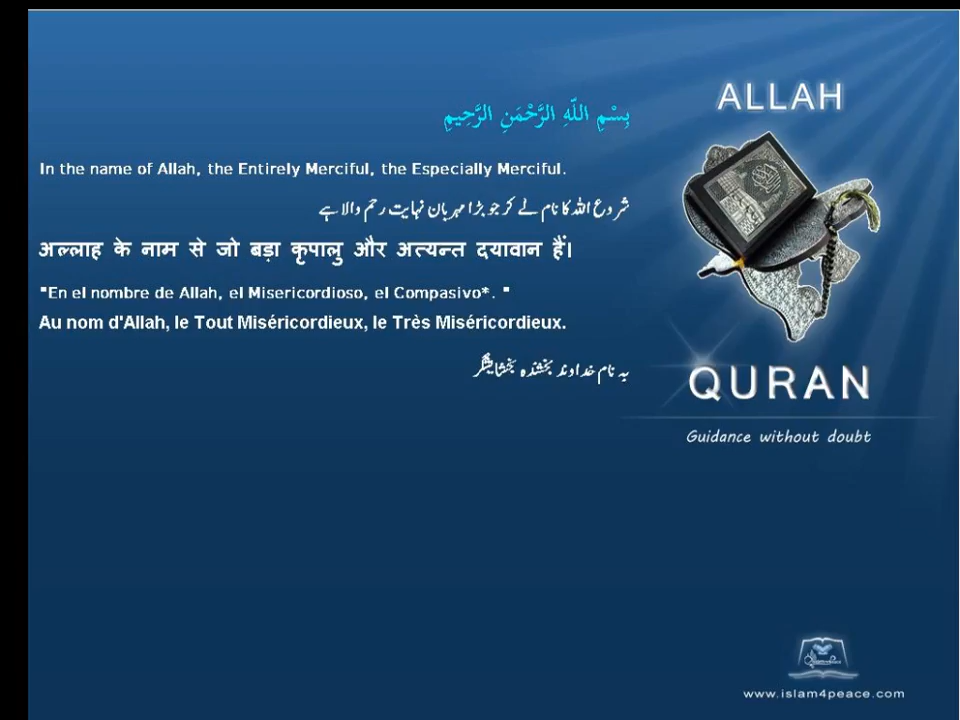 بِسْمِ اللَّهِ الرَّحْمَنِ الرَّحِيمِ
In the name of Allah, the Entirely Merciful, the Especially Merciful.
شروع الله کا نام لے کر جو بڑا مہربان نہایت رحم والا ہے
अल्लाह के नाम से जो बड़ा कृपालु और अत्यन्त दयावान हैं।
"En el nombre de Allah, el Misericordioso, el Compasivo*. "
Au nom d'Allah, le Tout Miséricordieux, le Très Miséricordieux.
به نام خداوند بخشنده بخشایشگر
ALLAH
QURAN
Guidance without doubt
www.islam4peace.com